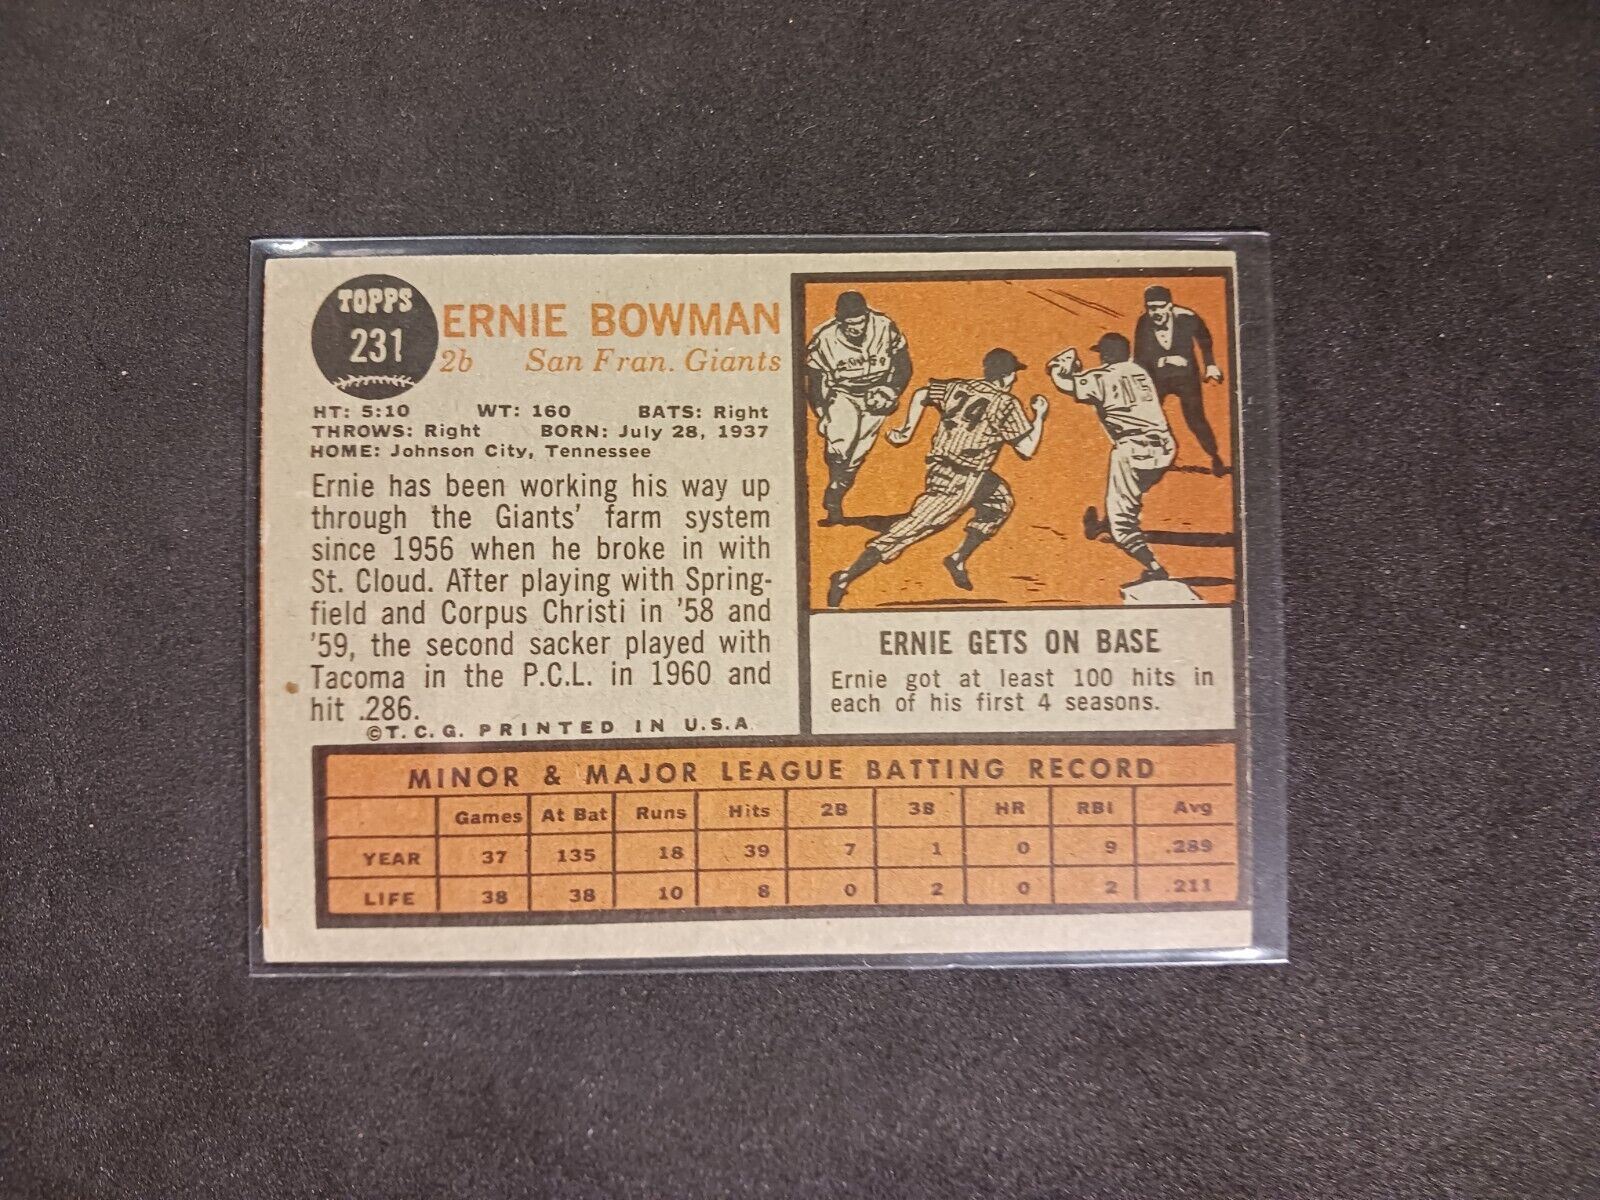 TOPPS
231
ERNIE BOWMAN
2b San Fran. Giants
HT: 5:10 WT: 160 BATS: Right
THROWS: Right BORN: July 28, 1937
HOME: Johnson City, Tennessee
Ernie has been working his way up
through the Giants' farm system
since 1956 when he broke in with
St. Cloud. After playing with Spring-
field and Corpus Christi in '58 and
'59, the second sacker played with
Tacoma in the P.C.L. in 1960 and
hit .286.
©T.C.G. PRINTED IN U.S.A.
24
ERNIE GETS ON BASE
Ernie got at least 100 hits in
each of his first 4 seasons.
MINOR & MAJOR LEAGUE BATTING RECORD
Games At Bat Runs Hits 2B 3B HR RBI Avg
YEAR 37 135 18 39 7 1 0 9 .289
LIFE 38 38 10 8 0 2 0 2 .211